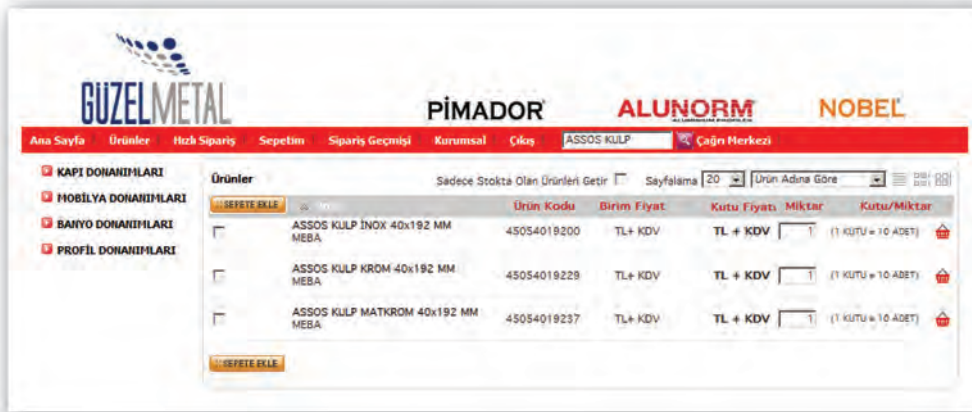 GÜZELMETAL
PİMADOR
ALUNORM
NOBEL
Ana Sayfa Ürünler Hızlı Sipariş Sepetim Sipariş Geçmişi Kurumsal Çıkış ASSOS KULP Çağrı Merkezi
KAPI DONANIMLARI
MOBİLYA DONANIMLARI
BANYO DONANIMLARI
PROFİL DONANIMLARI
Ürünler Sadece Stokta Olan Ürünleri Getir Sayfalama 20 Ürün Adına Göre
SEPETE EKLE Ürün Kodu Birim Fiyat Kutu Fiyatı Miktar Kutu/Miktar
ASSOS KULP İNOX 40x192 MM 45054019200 TL+ KDV TL + KDV 1 (1 KUTU = 10 ADET)
MEBA
ASSOS KULP KROM 40x192 MM 45054019229 TL+ KDV TL + KDV 1 (1 KUTU = 10 ADET)
MEBA
ASSOS KULP MATKROM 40x192 MM 45054019237 TL+ KDV TL + KDV 1 (1 KUTU = 10 ADET)
MEBA
SEPETE EKLE